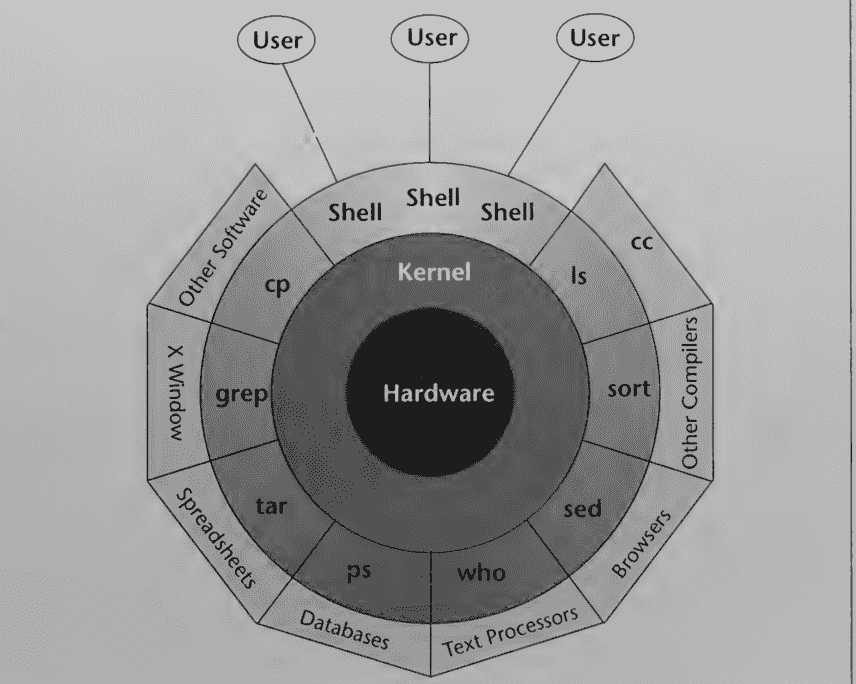 User
User
User
Shell
Shell
Shell
Other Software
cp
Kernel
ls
cc
X Window
grep
Hardware
sort
Other Compilers
Spreadsheets
tar
sed
Browsers
ps
who
Databases
Text Processors